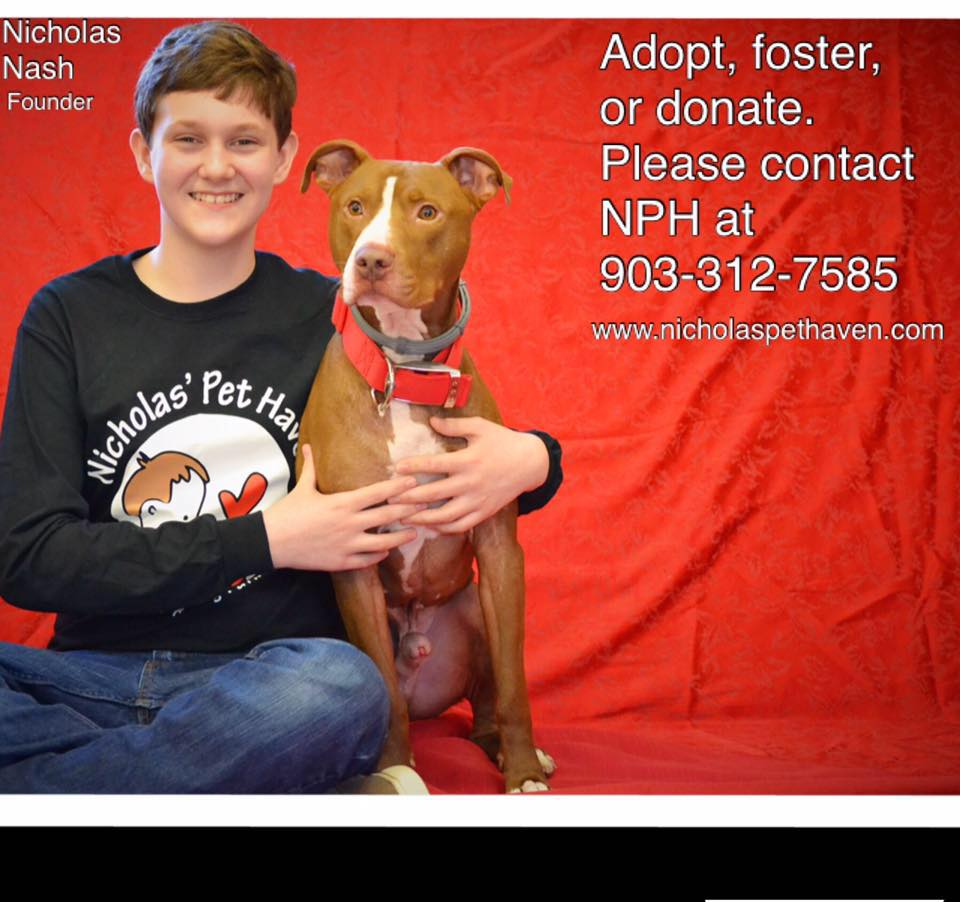 Nicholas
Nash
Founder
Adopt, foster,
or donate.
Please contact
NPH at
903-312-7585
www.nicholaspethaven.com
Nicholas' Pet Hav